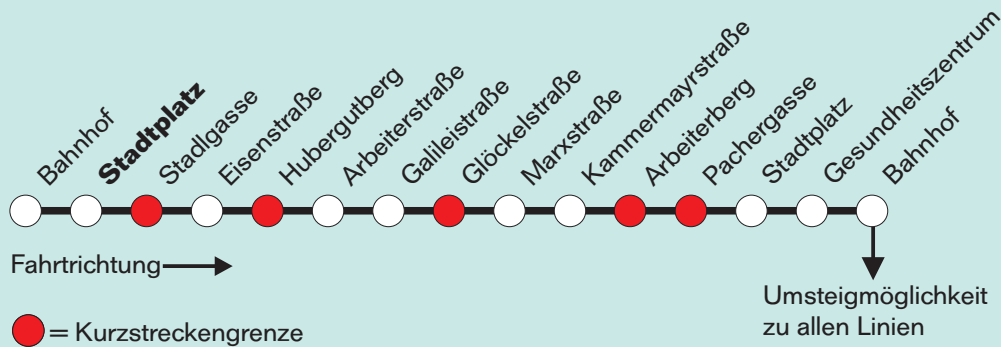 Bahnhof
Stadtplatz
Stadlgasse
Eisenstraße
Hubergutberg
Arbeiterstraße
Galileistraße
Glöckelstraße
Marxstraße
Kammermayrstraße
Arbeiterberg
Pachergasse
Stadtplatz
Gesundheitszentrum
Bahnhof
Fahrtrichtung
Umsteigmöglichkeit
zu allen Linien
= Kurzstreckengrenze